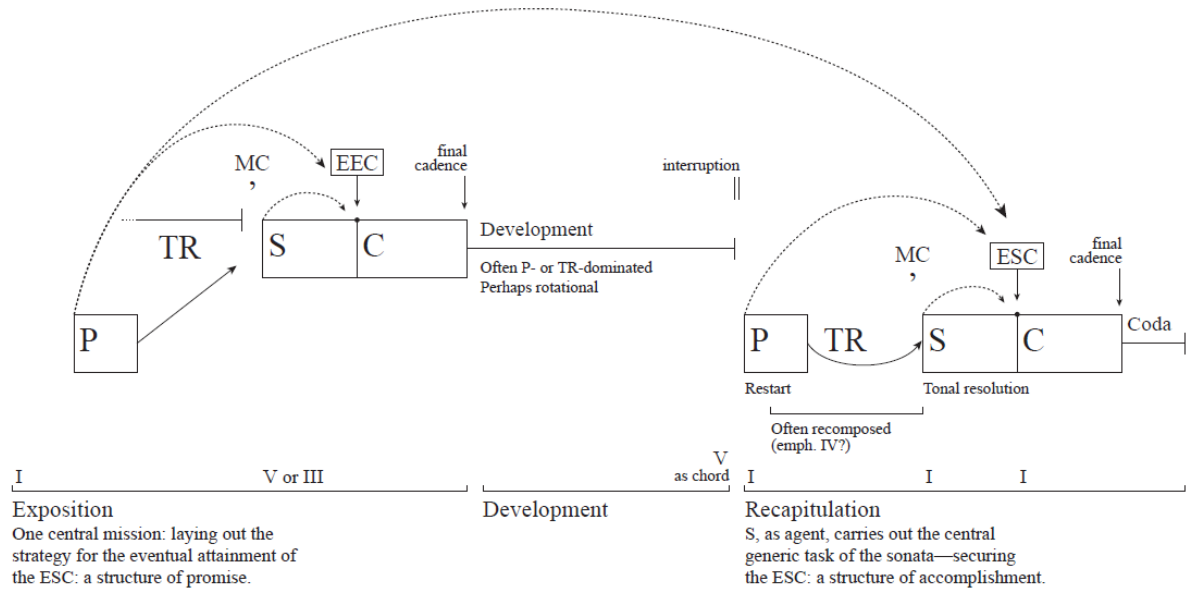 MC
,
EEC
final
cadence
interruption
TR
S
C
Development
Often P- or TR-dominated
Perhaps rotational
P
MC
,
ESC
final
cadence
P
TR
S
C
Coda
Restart
Tonal resolution
Often recomposed
(emph. IV?)
I
V or III
V
as chord
I
I
I
Exposition
One central mission: laying out the
strategy for the eventual attainment of
the ESC: a structure of promise.
Development
Recapitulation
S, as agent, carries out the central
generic task of the sonata—securing
the ESC: a structure of accomplishment.